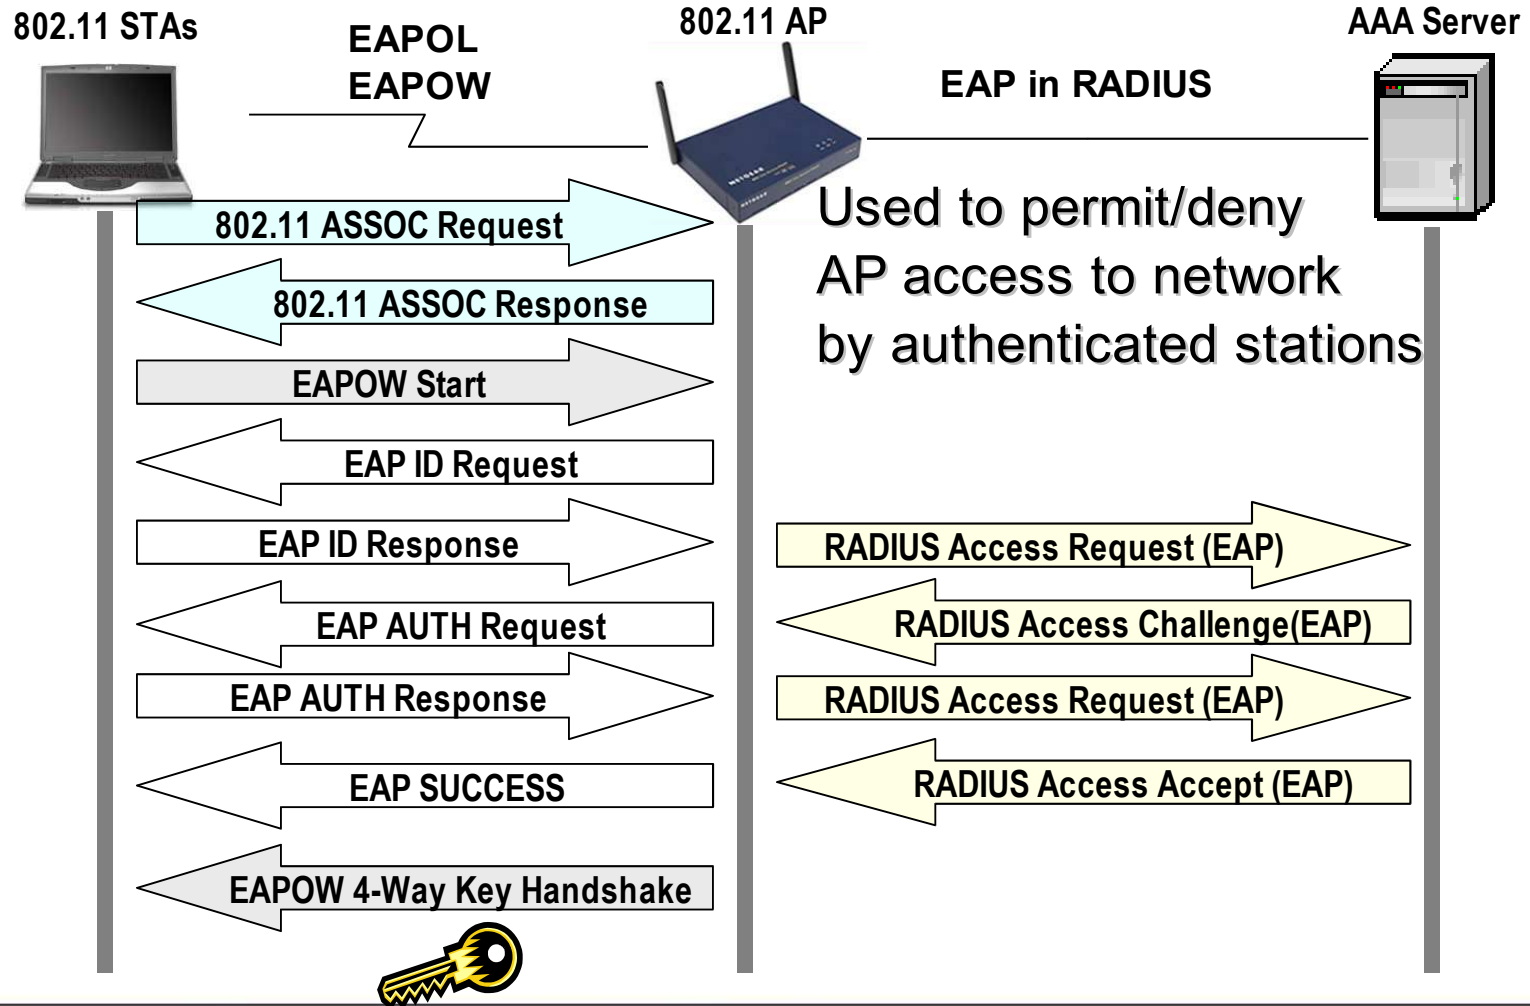 802.11 STAs
EAPOL
EAPOW
802.11 AP
EAP in RADIUS
AAA Server
NETGEAR
Used to permit/deny
AP access to network
by authenticated stations
802.11 ASSOC Request
802.11 ASSOC Response
EAPOW Start
EAP ID Request
EAP ID Response
RADIUS Access Request (EAP)
EAP AUTH Request
RADIUS Access Challenge(EAP)
EAP AUTH Response
RADIUS Access Request (EAP)
EAP SUCCESS
RADIUS Access Accept (EAP)
EAPOW 4-Way Key Handshake